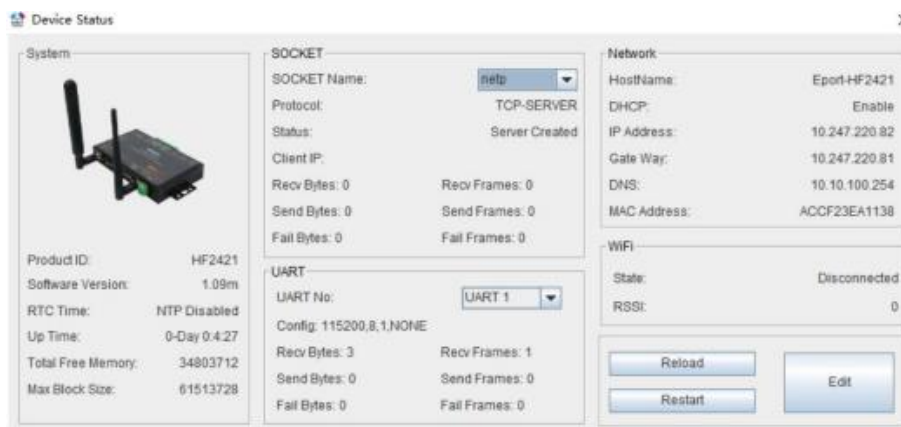 Device Status
System
Product ID: HF2421
Software Version: 1.09m
RTC Time: NTP Disabled
Up Time: 0-Day 0:4:27
Total Free Memory: 34803712
Max Block Size: 61513728
SOCKET
SOCKET Name: netp
Protocol: TCP-SERVER
Status: Server Created
Client IP:
Recv Bytes: 0 Recv Frames: 0
Send Bytes: 0 Send Frames: 0
Fail Bytes: 0 Fail Frames: 0
UART
UART No: UART 1
Config: 115200,8,1,NONE
Recv Bytes: 3 Recv Frames: 1
Send Bytes: 0 Send Frames: 0
Fail Bytes: 0 Fail Frames: 0
Network
HostName: Eport-HF2421
DHCP: Enable
IP Address: 10.247.220.82
Gate Way: 10.247.220.81
DNS: 10.10.100.254
MAC Address: ACCF23EA1138
WiFi
State: Disconnected
RSSI: 0
Reload
Restart
Edit